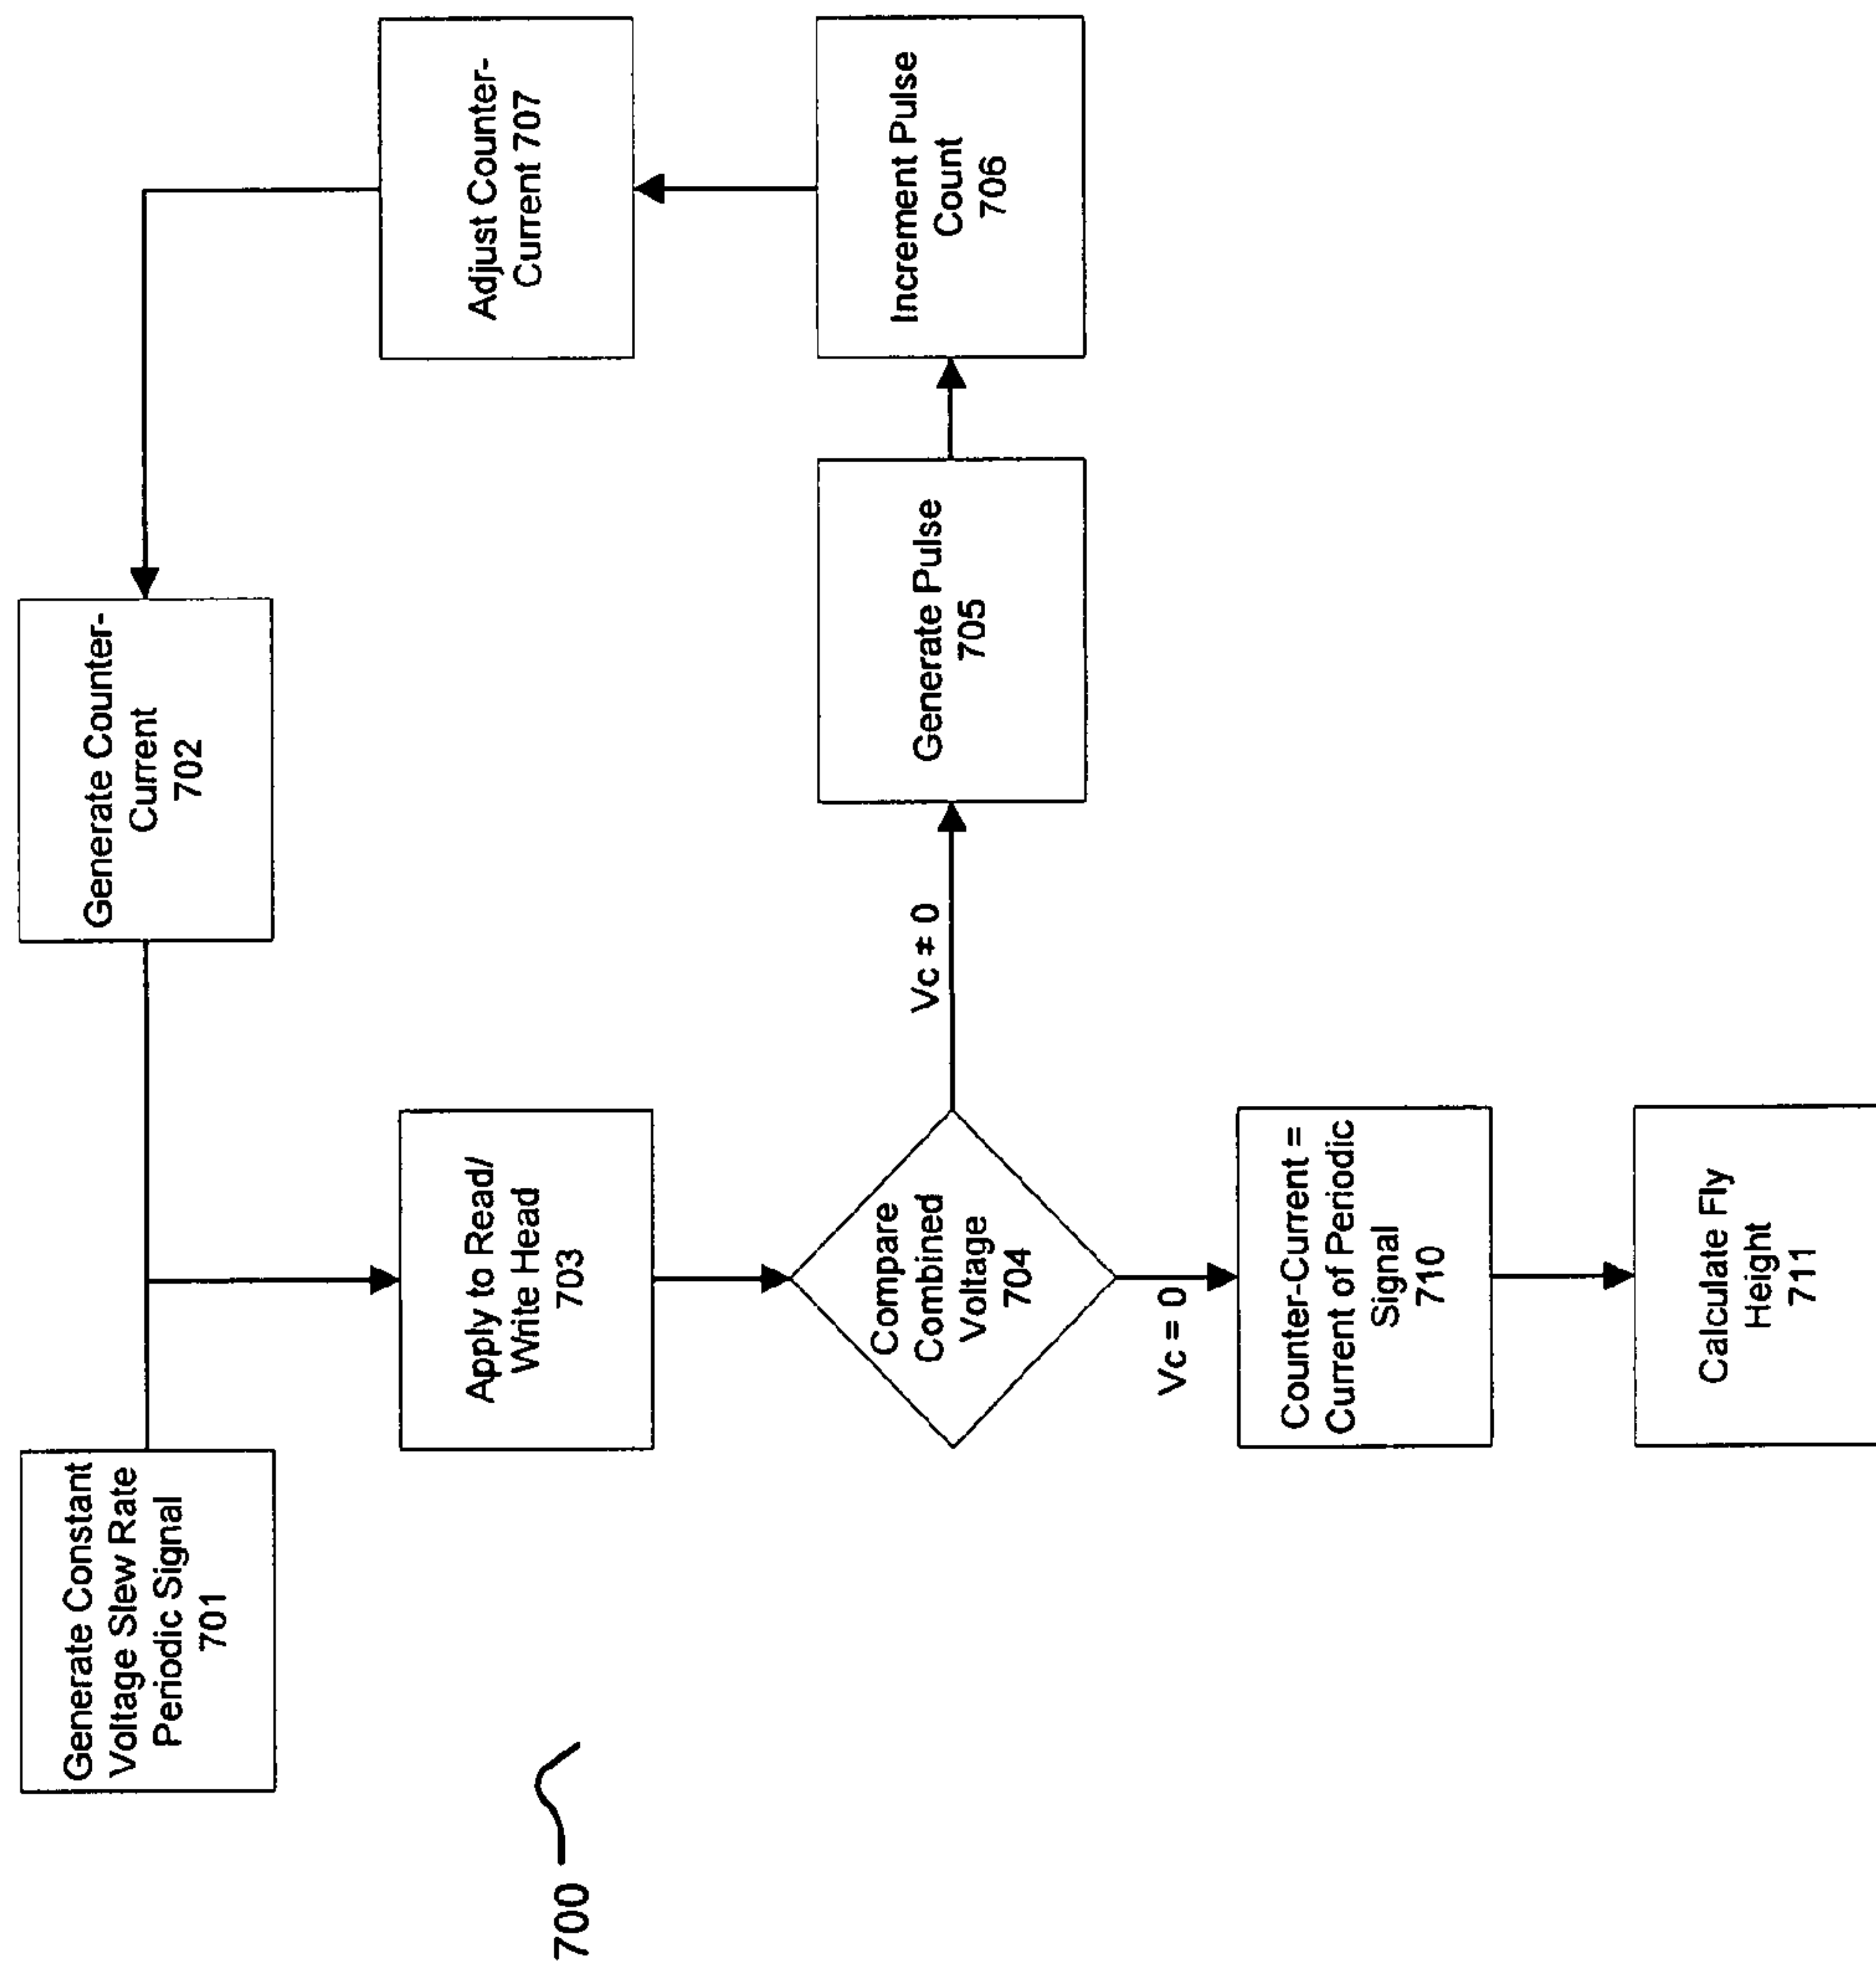 700
Generate Constant
Voltage Slew Rate
Periodic Signal
701
Generate Counter-
Current
702
Apply to Read/
Write Head
703
Compare
Combined
Voltage
704
Vc ≠ 0
Generate Pulse
705
Increment Pulse
Count
706
Adjust Counter-
Current 707
Vc = 0
Counter-Current =
Current of Periodic
Signal
710
Calculate Fly
Height
711